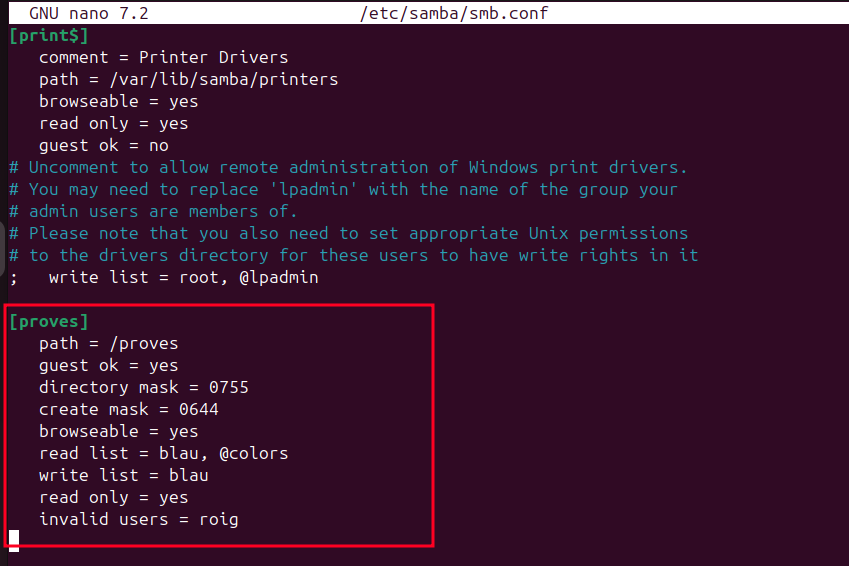 GNU nano 7.2 /etc/samba/smb.conf
[print$]
comment = Printer Drivers
path = /var/lib/samba/printers
browseable = yes
read only = yes
guest ok = no
# Uncomment to allow remote administration of Windows print drivers.
# You may need to replace 'lpadmin' with the name of the group your
# admin users are members of.
# Please note that you also need to set appropriate Unix permissions
# to the drivers directory for these users to have write rights in it
;   write list = root, @lpadmin
[proves]
path = /proves
guest ok = yes
directory mask = 0755
create mask = 0644
browseable = yes
read list = blau, @colors
write list = blau
read only = yes
invalid users = roig